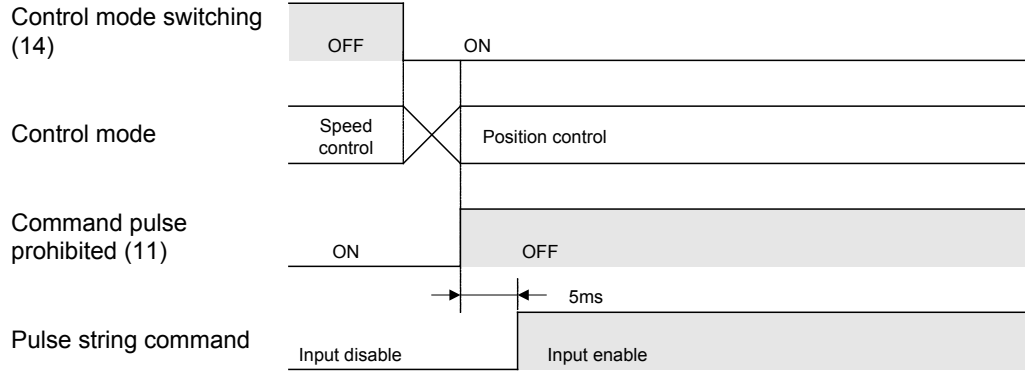 Control mode switching
(14)
OFF
ON
Control mode
Speed
control
Position control
Command pulse
prohibited (11)
ON
OFF
5ms
Pulse string command
Input disable
Input enable